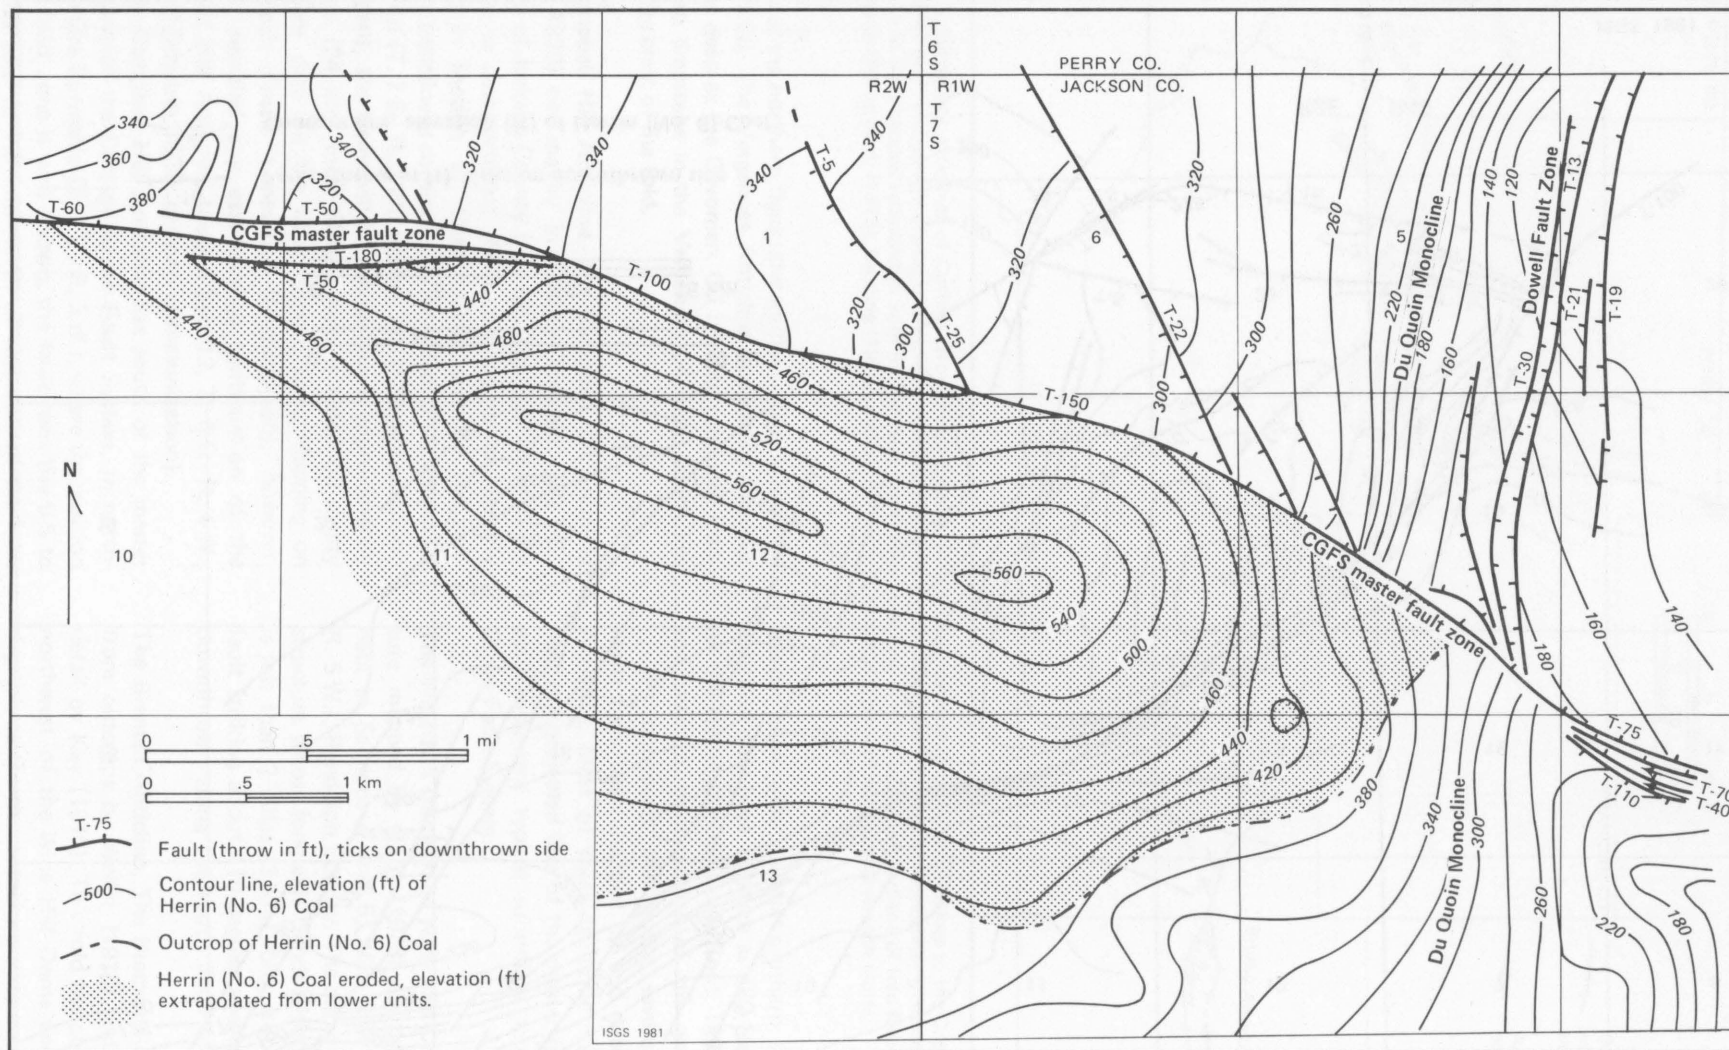 T
6
S
PERRY CO.
R2W
R1W
JACKSON CO.
T
7
S
340
360
380
T-60
320
T-50
340
320
340
CGFS master fault zone
T-180
T-50
440
T-100
440
460
480
460
340
1
T-5
340
320
300
T-25
320
6
T-22
320
300
300
260
5
220
180
160
140
120
Du Quoin Monocline
Dowell Fault Zone
T-13
T-21
T-19
T-30
T-150
520
560
560
540
500
460
440
420
380
N
10
11
12
13
CGFS master fault zone
180
160
140
T-75
T-70
T-40
T-110
340
300
260
220
180
Du Quoin Monocline
0 .5 1 mi
0 .5 1 km
T-75
Fault (throw in ft), ticks on downthrown side
500
Contour line, elevation (ft) of
Herrin (No. 6) Coal
Outcrop of Herrin (No. 6) Coal
Herrin (No. 6) Coal eroded, elevation (ft)
extrapolated from lower units.
ISGS 1981